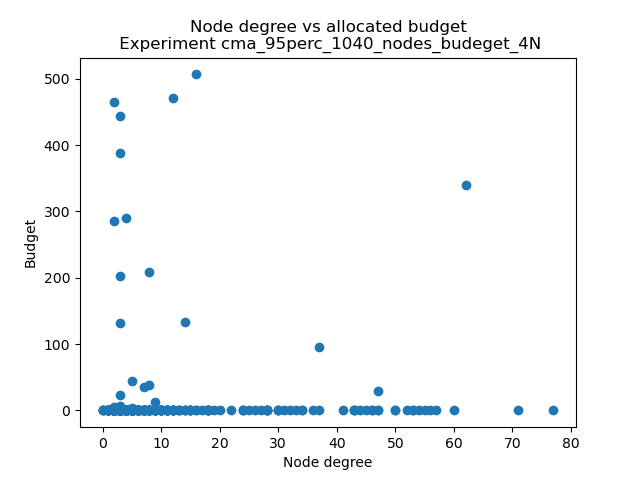 Node degree vs allocated budget
Experiment cma_95perc_1040_nodes_budeget_4N
500
400
300
200
100
0
Budget
0 10 20 30 40 50 60 70 80
Node degree